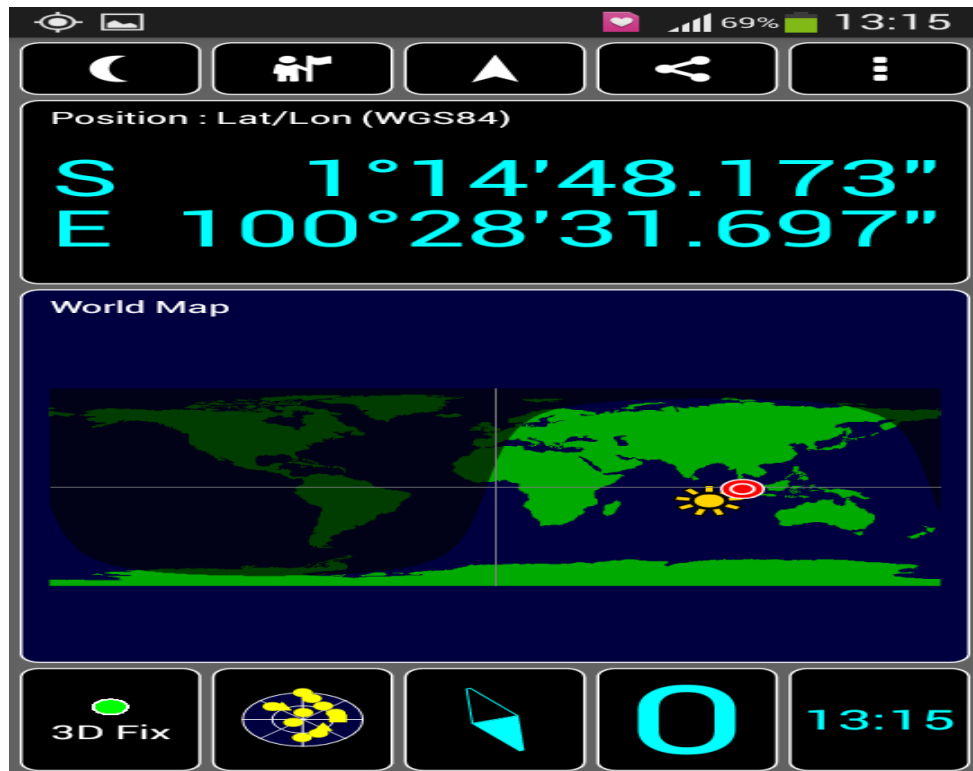 69% 13:15
Position : Lat/Lon (WGS84)
S 1°14'48.173"
E 100°28'31.697"
World Map
3D Fix
0
13:15